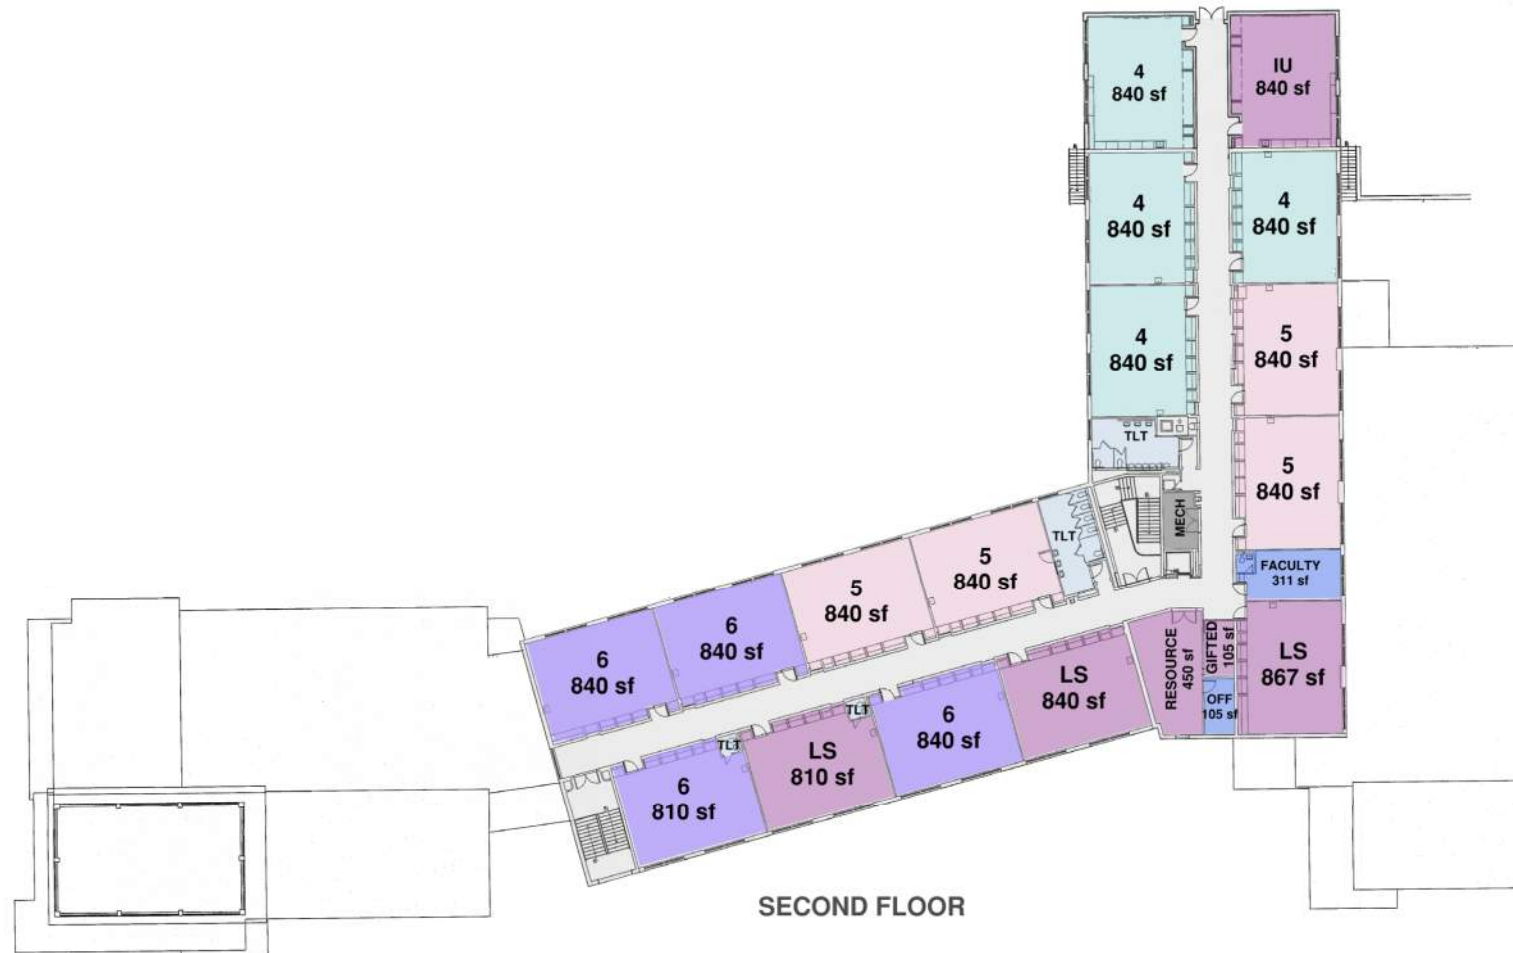 4
840 sf
IU
840 sf
4
840 sf
4
840 sf
4
840 sf
5
840 sf
TLT
5
840 sf
MECH
TLT
FACULTY
311 sf
5
840 sf
5
840 sf
6
840 sf
6
840 sf
RESOURCE
450 sf
GIFTED
105 sf
OFF
105 sf
LS
867 sf
LS
840 sf
6
840 sf
TLT
LS
810 sf
TLT
6
810 sf
SECOND FLOOR